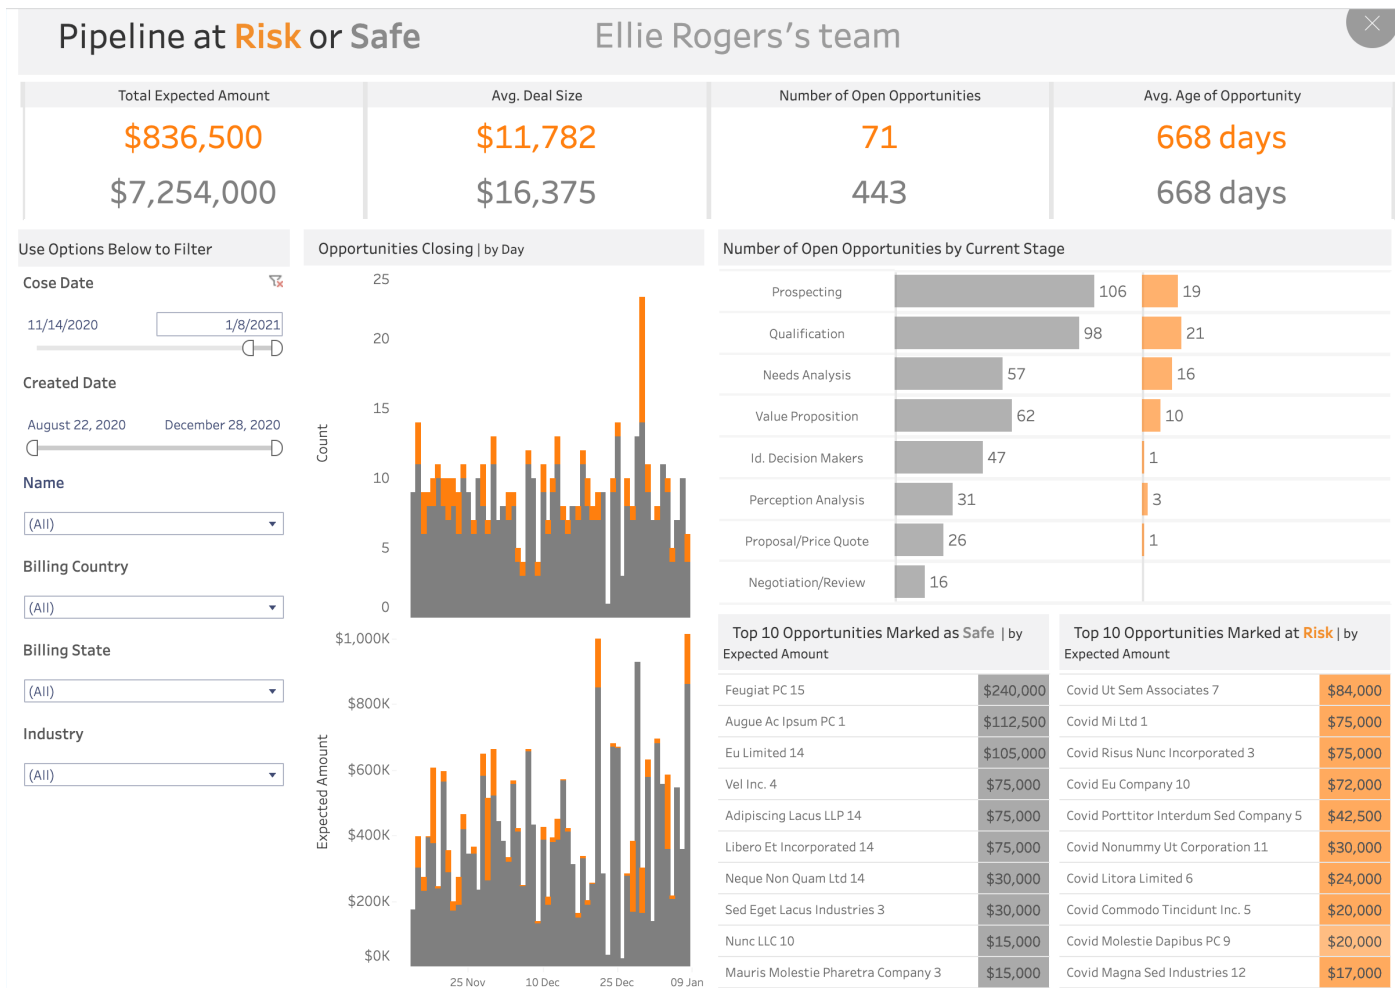 Pipeline at Risk or Safe
Ellie Rogers's team
Total Expected Amount
$836,500
$7,254,000
Avg. Deal Size
$11,782
$16,375
Number of Open Opportunities
71
443
Avg. Age of Opportunity
668 days
668 days
Use Options Below to Filter
Cose Date
11/14/2020 1/8/2021
Created Date
August 22, 2020 December 28, 2020
Name
(All)
Billing Country
(All)
Billing State
(All)
Industry
(All)
Opportunities Closing | by Day
25
20
15
10
5
0
Count
$1,000K
$800K
$600K
$400K
$200K
$0K
Expected Amount
25 Nov 10 Dec 25 Dec 09 Jan
Number of Open Opportunities by Current Stage
Prospecting 106 19
Qualification 98 21
Needs Analysis 57 16
Value Proposition 62 10
Id. Decision Makers 47 1
Perception Analysis 31 3
Proposal/Price Quote 26 1
Negotiation/Review 16
Top 10 Opportunities Marked as Safe | by
Expected Amount
Feugiat PC 15 $240,000
Augue Ac Ipsum PC 1 $112,500
Eu Limited 14 $105,000
Vel Inc. 4 $75,000
Adipiscing Lacus LLP 14 $75,000
Libero Et Incorporated 14 $75,000
Neque Non Quam Ltd 14 $30,000
Sed Eget Lacus Industries 3 $30,000
Nunc LLC 10 $15,000
Mauris Molestie Pharetra Company 3 $15,000
Top 10 Opportunities Marked at Risk | by
Expected Amount
Covid Ut Sem Associates 7 $84,000
Covid Mi Ltd 1 $75,000
Covid Risus Nunc Incorporated 3 $75,000
Covid Eu Company 10 $72,000
Covid Porttitor Interdum Sed Company 5 $42,500
Covid Nonummy Ut Corporation 11 $30,000
Covid Litora Limited 6 $24,000
Covid Commodo Tincidunt Inc. 5 $20,000
Covid Molestie Dapibus PC 9 $20,000
Covid Magna Sed Industries 12 $17,000